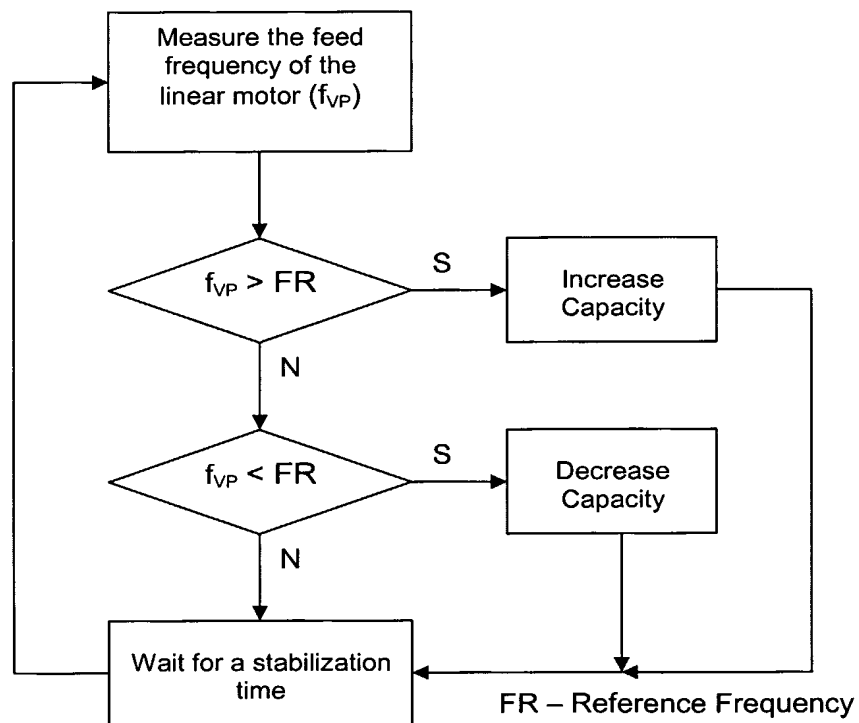 Measure the feed
frequency of the
linear motor (fVP)
fVP > FR
S
Increase
Capacity
N
fVP < FR
S
Decrease
Capacity
N
Wait for a stabilization
time
FR – Reference Frequency